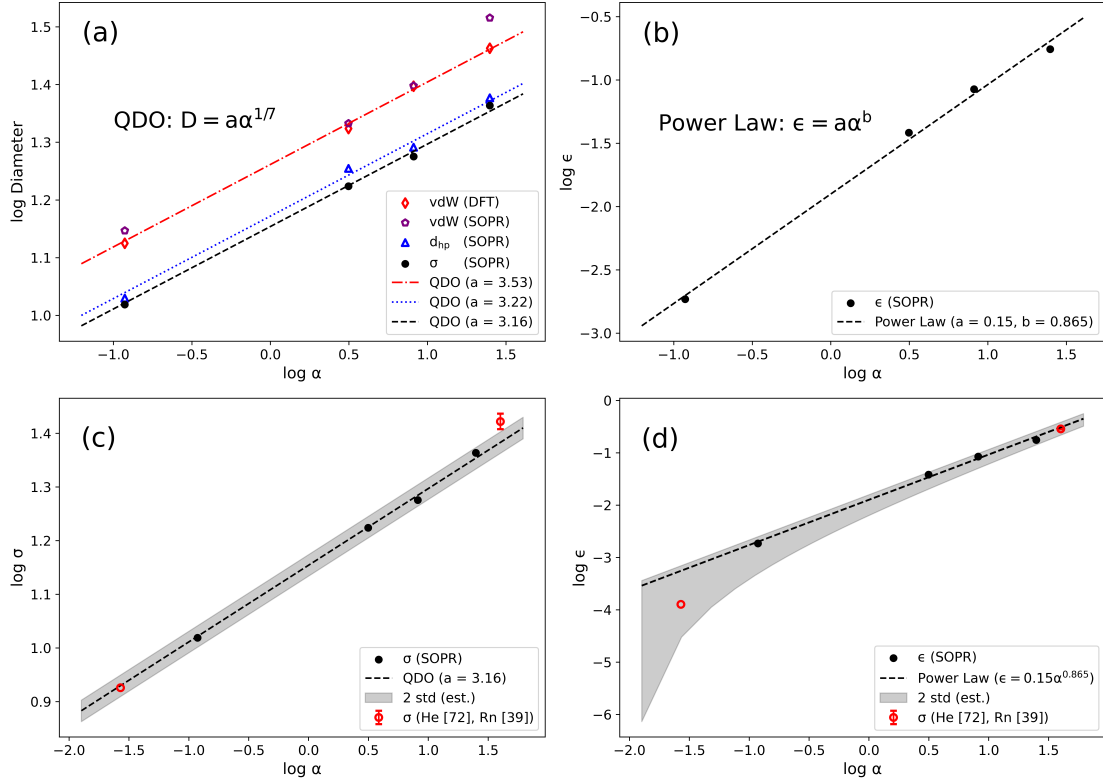 (a)
QDO: D = aα^{1/7}
log Diameter
1.5
1.4
1.3
1.2
1.1
1.0
vdW (DFT)
vdW (SOPR)
d_{hp} (SOPR)
σ (SOPR)
QDO (a = 3.53)
QDO (a = 3.22)
QDO (a = 3.16)
−1.0 −0.5 0.0 0.5 1.0 1.5
log α
(b)
Power Law: ϵ = aα^b
log ϵ
−0.5
−1.0
−1.5
−2.0
−2.5
−3.0
ϵ (SOPR)
Power Law (a = 0.15, b = 0.865)
−1.0 −0.5 0.0 0.5 1.0 1.5
log α
(c)
log σ
1.4
1.3
1.2
1.1
1.0
0.9
σ (SOPR)
QDO (a = 3.16)
2 std (est.)
σ (He [72], Rn [39])
−2.0 −1.5 −1.0 −0.5 0.0 0.5 1.0 1.5
log α
(d)
log ϵ
0
−1
−2
−3
−4
−5
−6
ϵ (SOPR)
Power Law (ϵ = 0.15α^{0.865})
2 std (est.)
σ (He [72], Rn [39])
−2.0 −1.5 −1.0 −0.5 0.0 0.5 1.0 1.5
log α